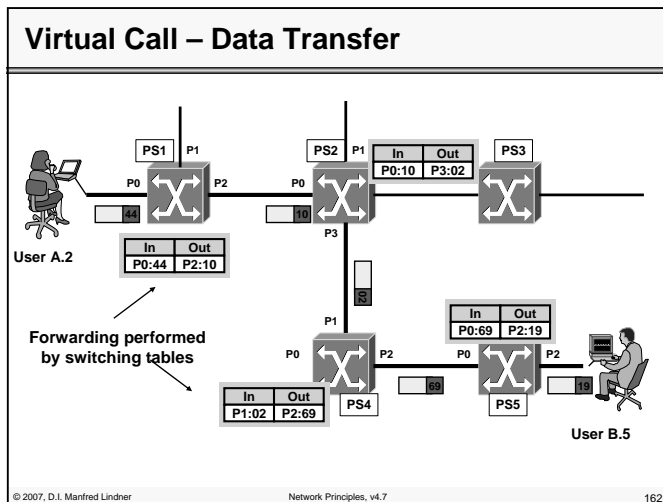 Virtual Call – Data Transfer
PS1
P1
PS2
P1
PS3
In Out
P0:10 P3:02
P0
P2
P0
44
10
User A.2
P3
In Out
P0:44 P2:10
02
Forwarding performed
by switching tables
P1
In Out
P0:69 P2:19
P0
P2
P0
P2
69
19
In Out
P1:02 P2:69
PS4
PS5
User B.5
© 2007, D.I. Manfred Lindner
Network Principles, v4.7
162